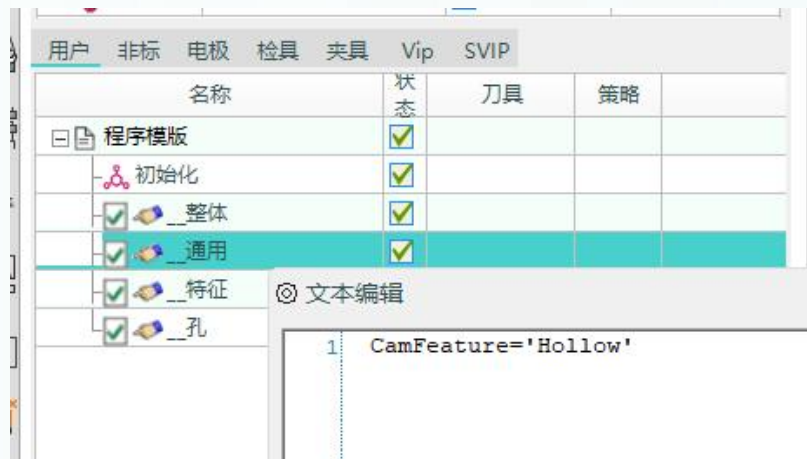 用户 非标 电极 检具 夹具 Vip SVIP
名称 状态 刀具 策略
程序模版
初始化
__整体
__通用
__特征
__孔
文本编辑
1 CamFeature='Hollow'